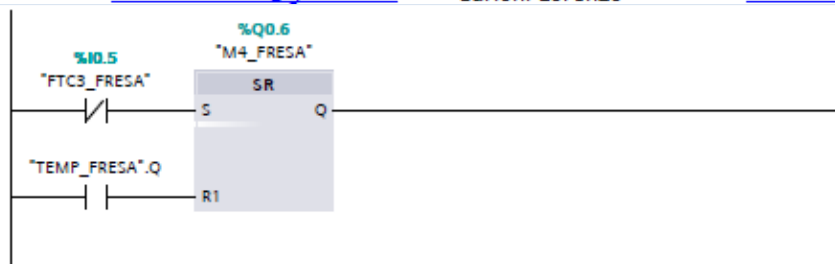 %Q0.6
"M4_FRESA"
%I0.5
"FTC3_FRESA"
SR
S Q
"TEMP_FRESA".Q
R1